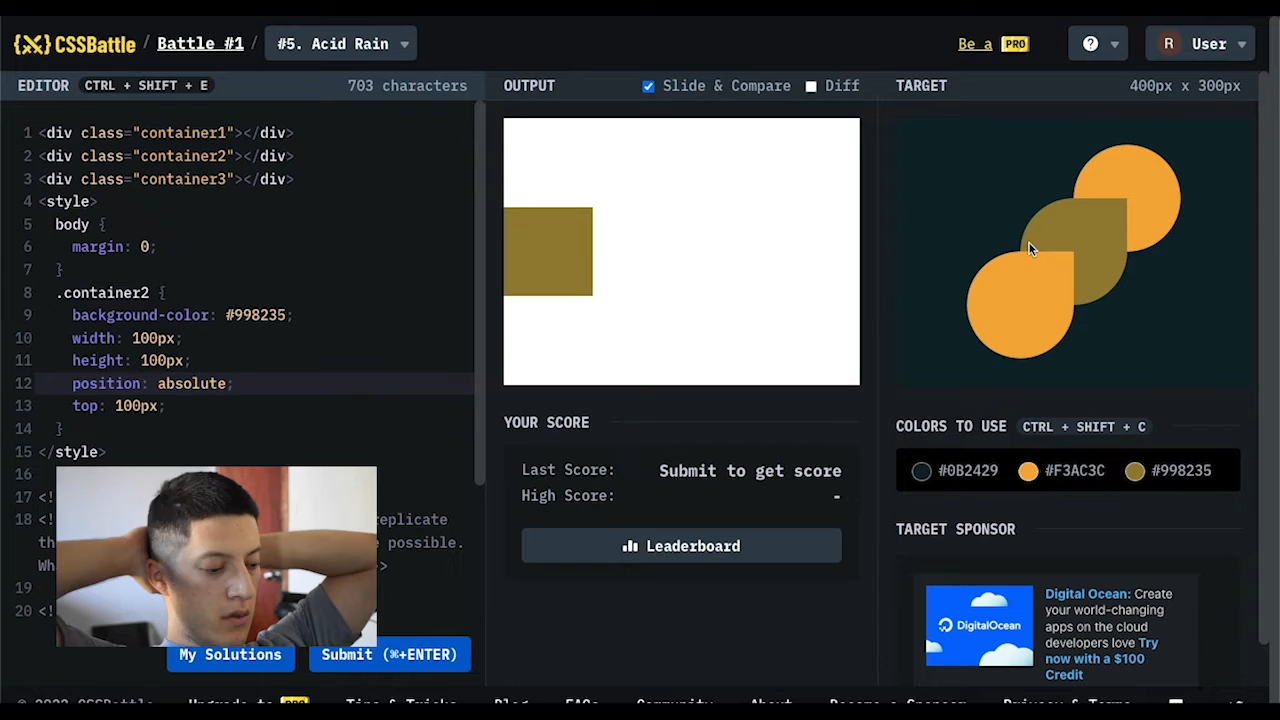 {X} CSSBattle / Battle #1 / #5. Acid Rain
Be a PRO
? R User
EDITOR CTRL + SHIFT + E 703 characters
OUTPUT Slide & Compare Diff
TARGET 400px x 300px
1 <div class="container1"></div>
2 <div class="container2"></div>
3 <div class="container3"></div>
4 <style>
5 body {
6 margin: 0;
7 }
8 .container2 {
9 background-color: #998235;
10 width: 100px;
11 height: 100px;
12 position: absolute;
13 top: 100px;
14 }
15 </style>
16
17 <!
18 <! replicate
th possible.
Wh >
19
20 <!
My Solutions Submit (⌘+ENTER)
YOUR SCORE
Last Score: Submit to get score
High Score: -
Leaderboard
COLORS TO USE CTRL + SHIFT + C
#0B2429 #F3AC3C #998235
TARGET SPONSOR
DigitalOcean
Digital Ocean: Create
your world-changing
apps on the cloud
developers love Try
now with a $100
Credit
PRO